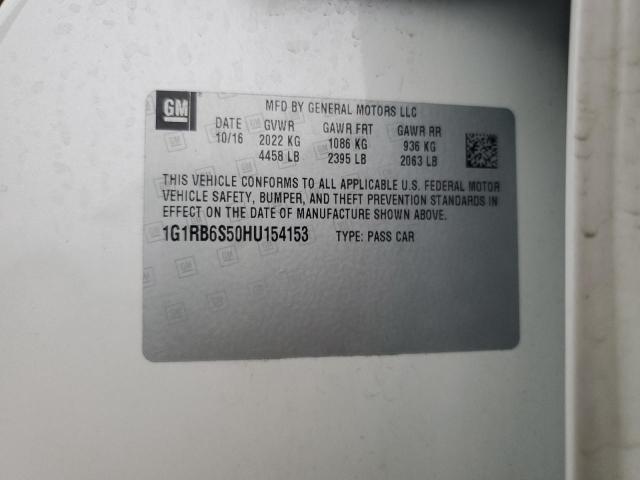 GM
MFD BY GENERAL MOTORS LLC
DATE GVWR GAWR FRT GAWR RR
10/16 2022 KG 1086 KG 936 KG
4458 LB 2395 LB 2063 LB
THIS VEHICLE CONFORMS TO ALL APPLICABLE U.S. FEDERAL MOTOR
VEHICLE SAFETY, BUMPER, AND THEFT PREVENTION STANDARDS IN
EFFECT ON THE DATE OF MANUFACTURE SHOWN ABOVE.
1G1RB6S50HU154153 TYPE: PASS CAR